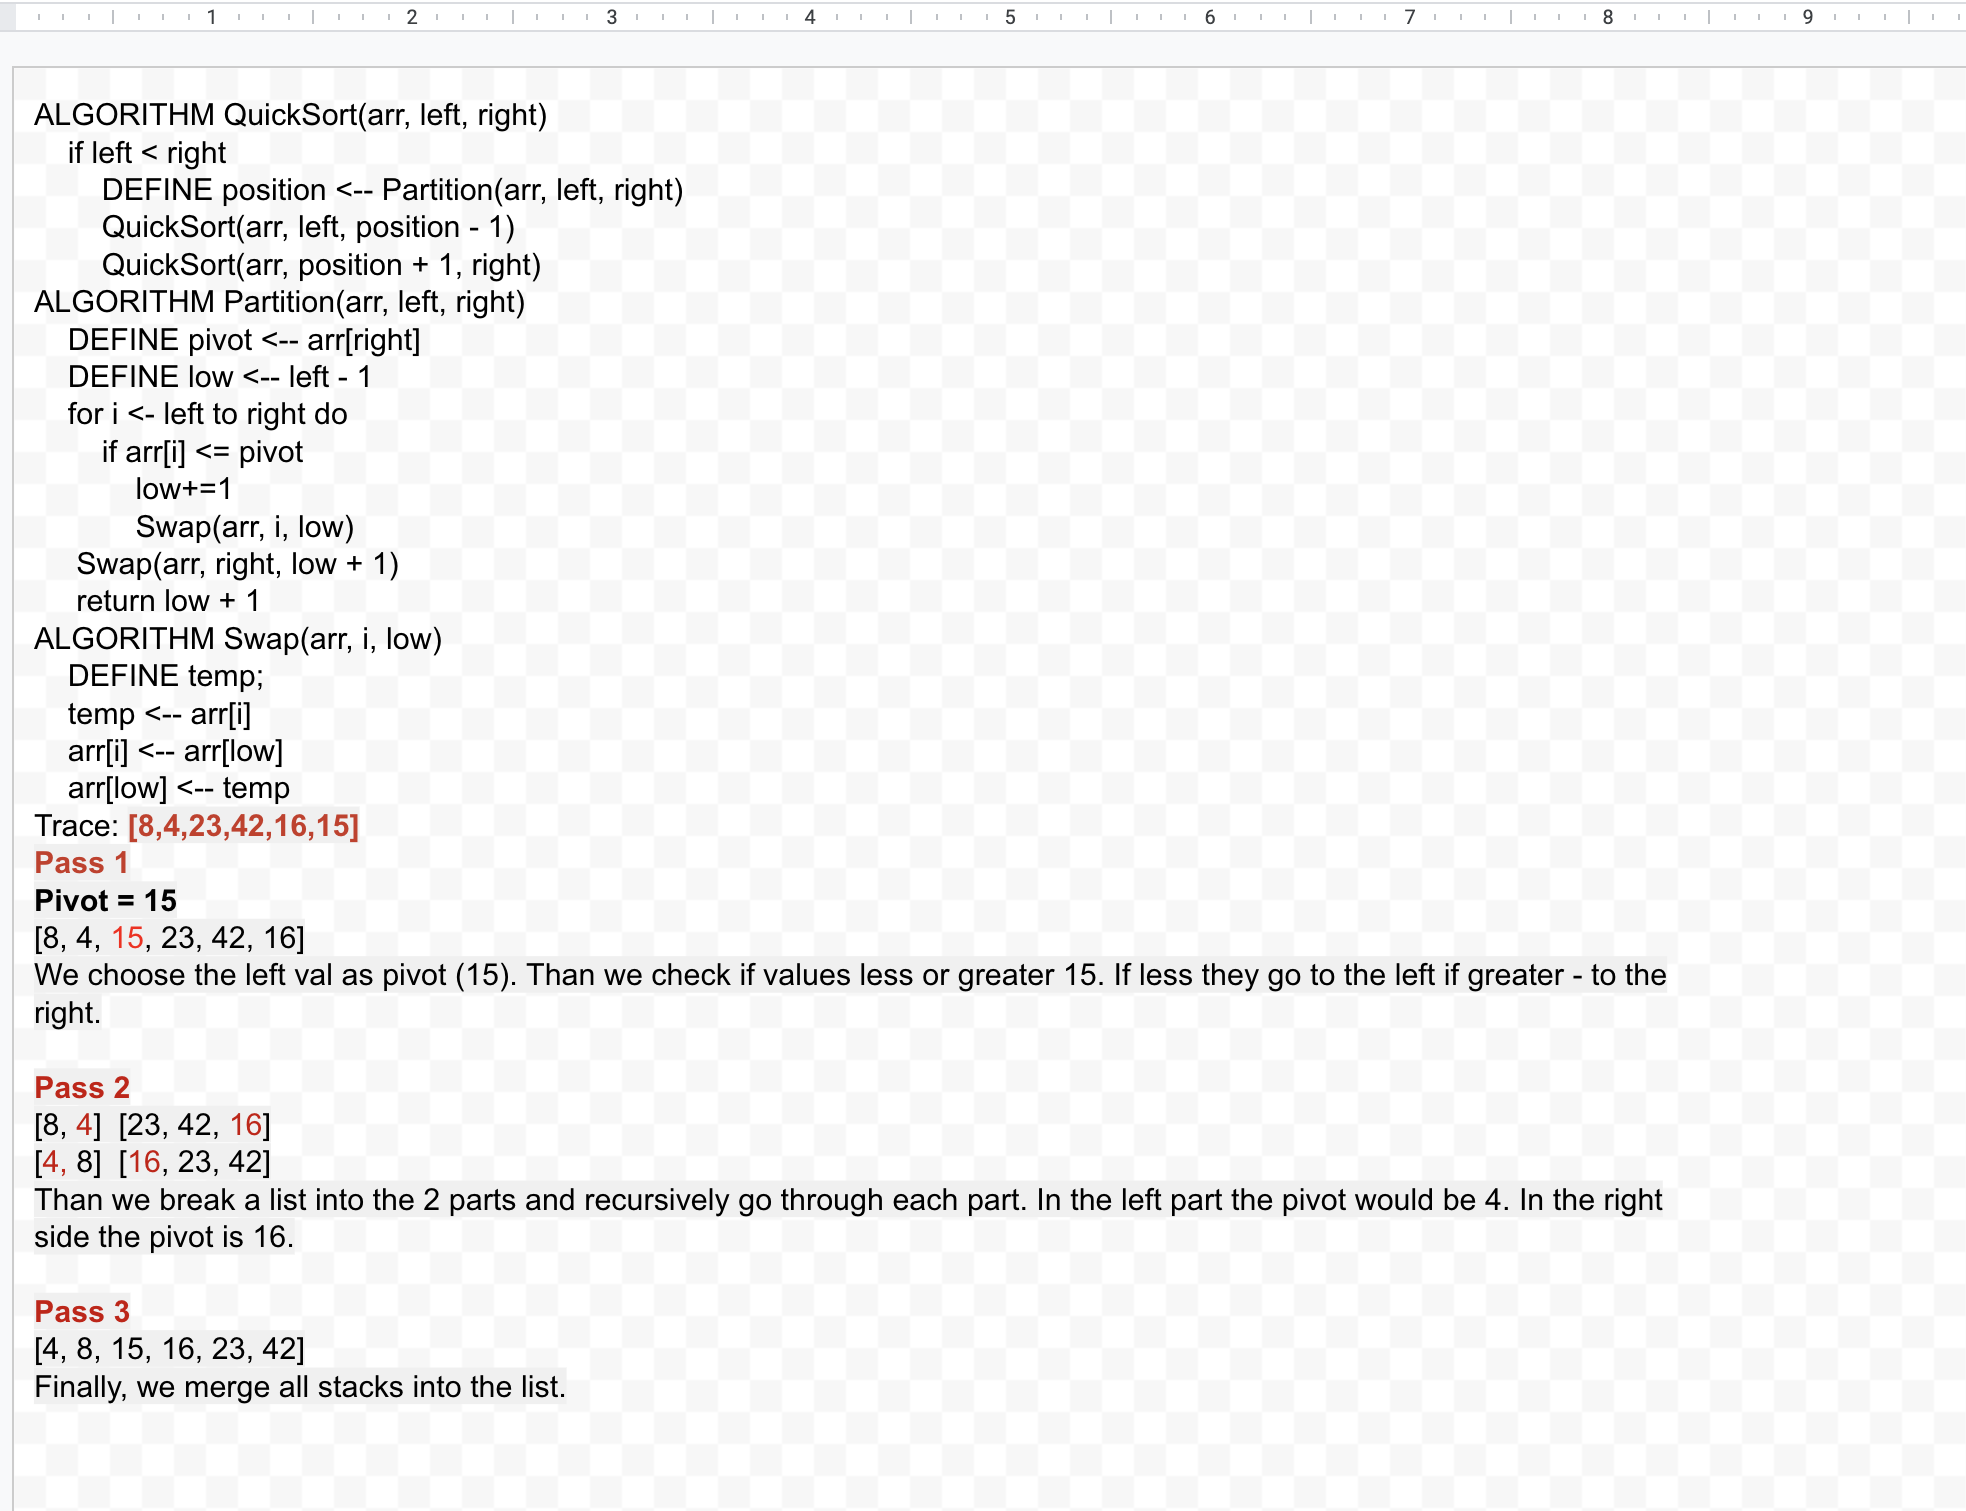 1 2 3 4 5 6 7 8 9
ALGORITHM QuickSort(arr, left, right)
if left < right
DEFINE position <-- Partition(arr, left, right)
QuickSort(arr, left, position - 1)
QuickSort(arr, position + 1, right)
ALGORITHM Partition(arr, left, right)
DEFINE pivot <-- arr[right]
DEFINE low <-- left - 1
for i <- left to right do
if arr[i] <= pivot
low+=1
Swap(arr, i, low)
Swap(arr, right, low + 1)
return low + 1
ALGORITHM Swap(arr, i, low)
DEFINE temp;
temp <-- arr[i]
arr[i] <-- arr[low]
arr[low] <-- temp
Trace: [8,4,23,42,16,15]
Pass 1
Pivot = 15
[8, 4, 15, 23, 42, 16]
We choose the left val as pivot (15). Than we check if values less or greater 15. If less they go to the left if greater - to the
right.
Pass 2
[8, 4]  [23, 42, 16]
[4, 8]  [16, 23, 42]
Than we break a list into the 2 parts and recursively go through each part. In the left part the pivot would be 4. In the right
side the pivot is 16.
Pass 3
[4, 8, 15, 16, 23, 42]
Finally, we merge all stacks into the list.